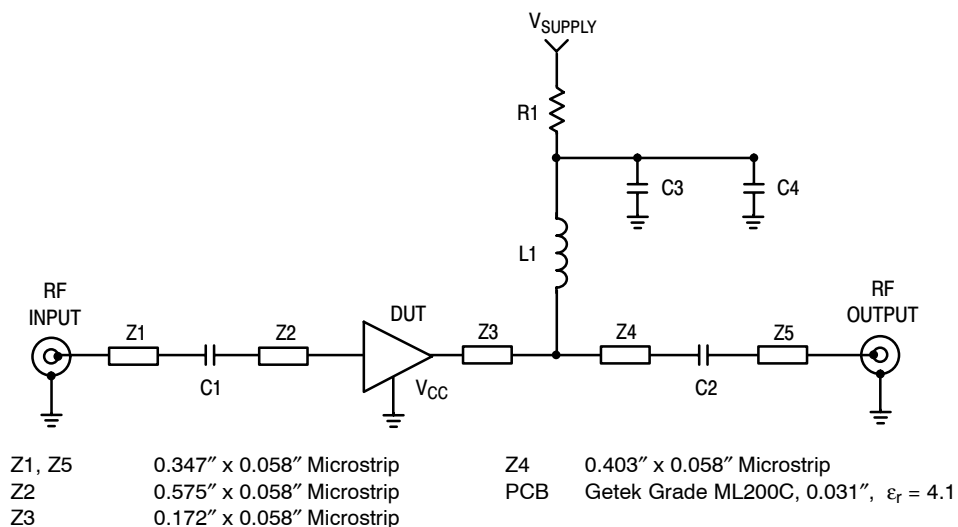 VSUPPLY
R1
C3
C4
L1
RF
INPUT
Z1
C1
Z2
DUT
VCC
Z3
Z4
C2
Z5
RF
OUTPUT
Z1, Z5 0.347″ x 0.058″ Microstrip
Z2 0.575″ x 0.058″ Microstrip
Z3 0.172″ x 0.058″ Microstrip
Z4 0.403″ x 0.058″ Microstrip
PCB Getek Grade ML200C, 0.031″, εr = 4.1